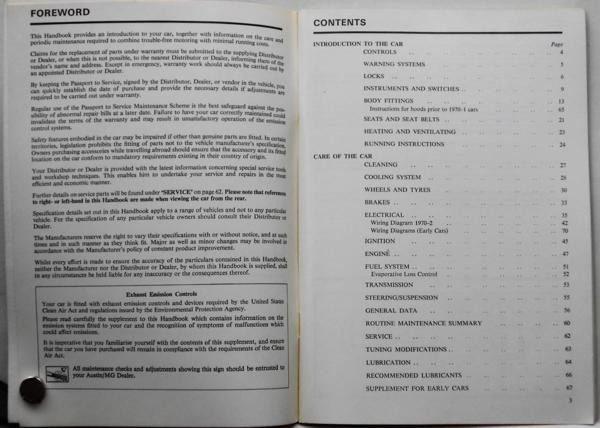 FOREWORD
This Handbook provides an introduction to your car, together with information on the care and
periodic maintenance required to combine trouble-free motoring with minimal running costs.
Claims for the replacement of parts under warranty must be submitted to the supplying Distributor
or Dealer, or when this is not possible, to the nearest Distributor or Dealer, informing them of the
vendor's name and address. Except in emergency, warranty work should always be carried out by
an appointed Distributor or Dealer.
By keeping the Passport to Service, signed by the Distributor, Dealer, or vendor in the vehicle, you
can quickly establish the date of purchase and provide the necessary details if adjustments are
required to be carried out under warranty.
Regular use of the Passport to Service Maintenance Scheme is the best safeguard against the pos-
sibility of abnormal repair bills at a later date. Failure to have your car correctly maintained could
invalidate the terms of the warranty and may result in unsatisfactory operation of the emission
control systems.
Safety features embodied in the car may be impaired if other than genuine parts are fitted. In certain
territories, legislation prohibits the fitting of parts not to the vehicle manufacturer's specification.
Owners purchasing accessories while travelling abroad should ensure that the accessory and its fitted
location on the car conform to mandatory requirements existing in their country of origin.
Your Distributor or Dealer is provided with the latest information concerning special service tools
and workshop techniques. This enables him to undertake your service and repairs in the most
efficient and economic manner.
Further details on service parts will be found under 'SERVICE' on page 62. Please note that references
to right- or left-hand in this Handbook are made when viewing the car from the rear.
Specification details set out in this Handbook apply to a range of vehicles and not to any particular
vehicle. For the specification of any particular vehicle owners should consult their Distributor or
Dealer.
The Manufacturers reserve the right to vary their specifications with or without notice, and at such
times and in such manner as they think fit. Major as well as minor changes may be involved in
accordance with the Manufacturer's policy of constant product improvement.
Whilst every effort is made to ensure the accuracy of the particulars contained in this Handbook,
neither the Manufacturer nor the Distributor or Dealer, by whom this Handbook is supplied, shall
in any circumstances be held liable for any inaccuracy or the consequences thereof.
Exhaust Emission Controls
Your car is fitted with exhaust emission controls and devices required by the United States
Clean Air Act and regulations issued by the Environmental Protection Agency.
Please read carefully the supplement to this Handbook which contains information on the
emission systems fitted to your car and the recognition of symptoms of malfunctions which
could affect emissions.
It is imperative that you familiarise yourself with the contents of this supplement, and ensure
that the car you have purchased will remain in compliance with the requirements of the Clean
Air Act.
All maintenance checks and adjustments showing this sign should be entrusted to
your Austin/MG Dealer.
CONTENTS
INTRODUCTION TO THE CAR Page
CONTROLS .. .. 4
WARNING SYSTEMS 5
LOCKS .. .. 6
INSTRUMENTS AND SWITCHES .. 9
BODY FITTINGS .. .. 13
Instructions for hoods prior to 1970-1 cars .. 65
SEATS AND SEAT BELTS .. 21
HEATING AND VENTILATING .. 23
RUNNING INSTRUCTIONS 24
CARE OF THE CAR
CLEANING .. .. 27
COOLING SYSTEM .. .. 28
WHEELS AND TYRES .. 30
BRAKES .. .. 33
ELECTRICAL .. .. 35
Wiring Diagram 1970-2 .. 42
Wiring Diagrams (Early Cars) .. 70
IGNITION .. .. 45
ENGINE .. .. 47
FUEL SYSTEM .. .. 51
Evaporative Loss Control .. 52
TRANSMISSION .. .. 53
STEERING/SUSPENSION .. 55
GENERAL DATA .. .. 56
ROUTINE MAINTENANCE SUMMARY .. 60
SERVICE .. .. 62
TUNING MODIFICATIONS .. 63
LUBRICATION .. .. 64
RECOMMENDED LUBRICANTS .. 66
SUPPLEMENT FOR EARLY CARS .. 67
3